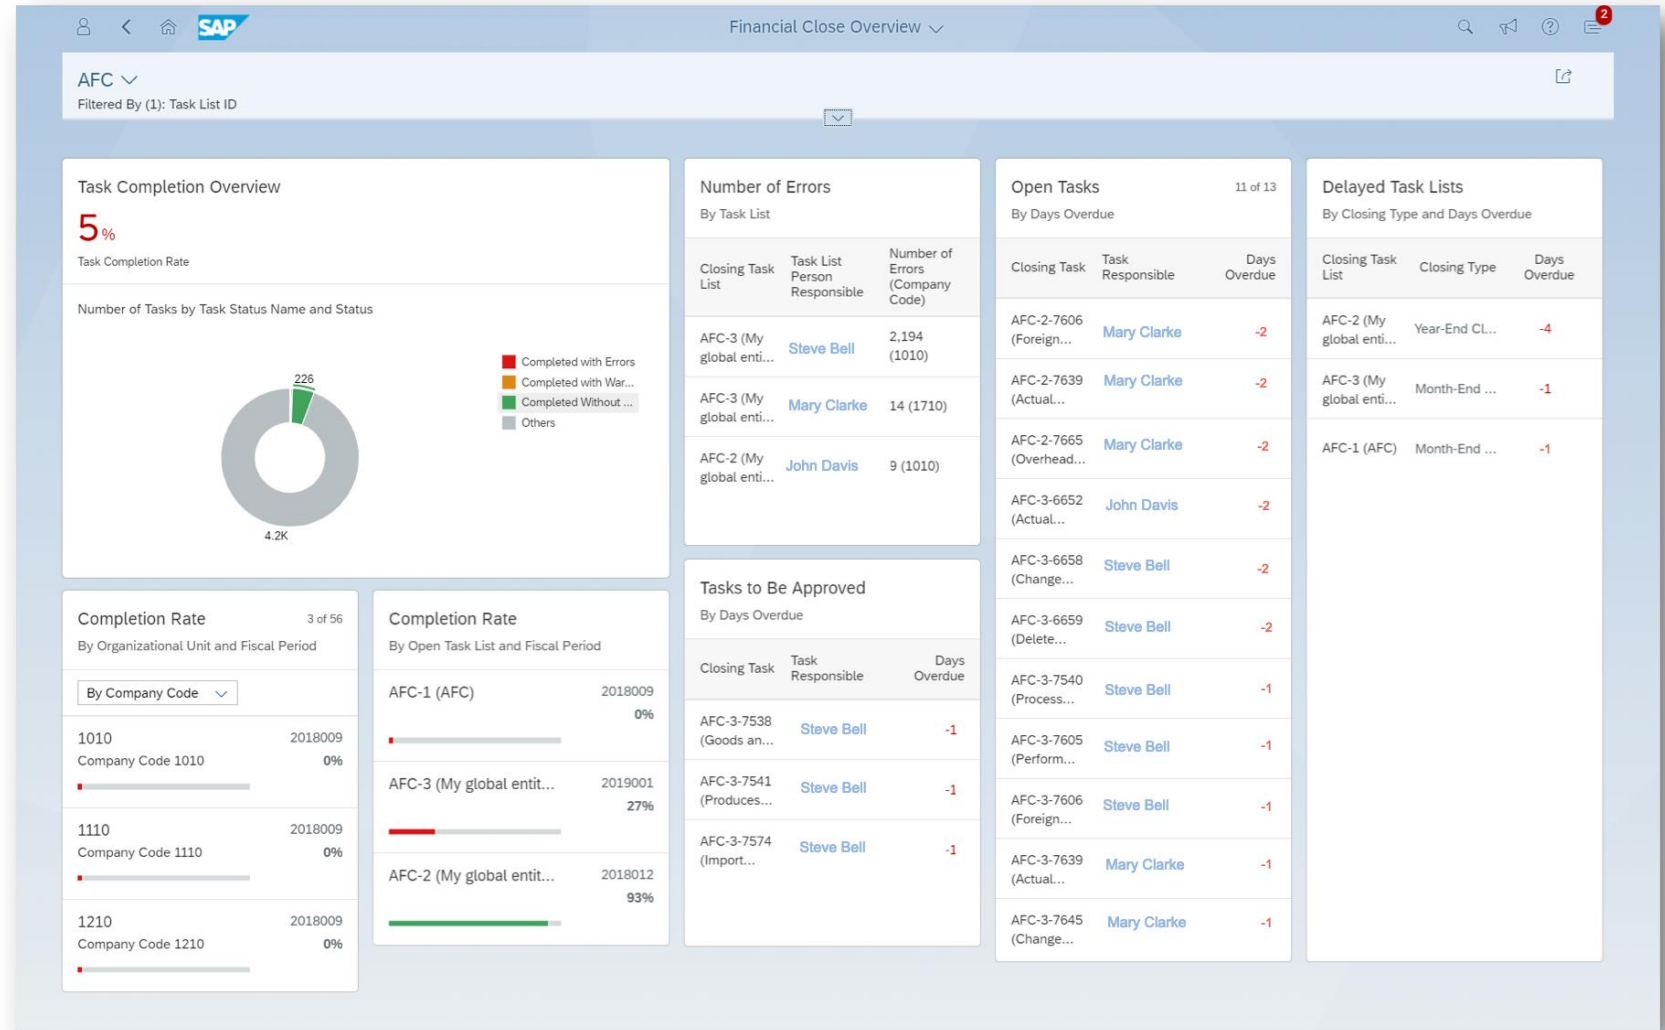 SAP
Financial Close Overview
2
AFC
Filtered By (1): Task List ID
Task Completion Overview
5%
Task Completion Rate
Number of Tasks by Task Status Name and Status
226
4.2K
Completed with Errors
Completed with War...
Completed Without ...
Others
Completion Rate
3 of 56
By Organizational Unit and Fiscal Period
By Company Code
1010 2018009
Company Code 1010 0%
1110 2018009
Company Code 1110 0%
1210 2018009
Company Code 1210 0%
Completion Rate
By Open Task List and Fiscal Period
AFC-1 (AFC) 2018009
0%
AFC-3 (My global entit... 2019001
27%
AFC-2 (My global entit... 2018012
93%
Number of Errors
By Task List
Closing Task
List
Task List
Person
Responsible
Number of
Errors
(Company
Code)
AFC-3 (My
global enti...
Steve Bell
2,194
(1010)
AFC-3 (My
global enti...
Mary Clarke
14 (1710)
AFC-2 (My
global enti...
John Davis
9 (1010)
Tasks to Be Approved
By Days Overdue
Closing Task
Task
Responsible
Days
Overdue
AFC-3-7538
(Goods an...
Steve Bell
-1
AFC-3-7541
(Produces...
Steve Bell
-1
AFC-3-7574
(Import...
Steve Bell
-1
Open Tasks
11 of 13
By Days Overdue
Closing Task
Task
Responsible
Days
Overdue
AFC-2-7606
(Foreign...
Mary Clarke
-2
AFC-2-7639
(Actual...
Mary Clarke
-2
AFC-2-7665
(Overhead...
Mary Clarke
-2
AFC-3-6652
(Actual...
John Davis
-2
AFC-3-6658
(Change...
Steve Bell
-2
AFC-3-6659
(Delete...
Steve Bell
-2
AFC-3-7540
(Process...
Steve Bell
-1
AFC-3-7605
(Perform...
Steve Bell
-1
AFC-3-7606
(Foreign...
Steve Bell
-1
AFC-3-7639
(Actual...
Mary Clarke
-1
AFC-3-7645
(Change...
Mary Clarke
-1
Delayed Task Lists
By Closing Type and Days Overdue
Closing Task
List
Closing Type
Days
Overdue
AFC-2 (My
global enti...
Year-End Cl...
-4
AFC-3 (My
global enti...
Month-End ...
-1
AFC-1 (AFC)
Month-End ...
-1